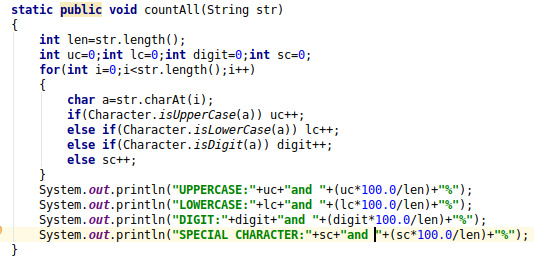 static public void countAll(String str)
{
int len=str.length();
int uc=0;int lc=0;int digit=0;int sc=0;
for(int i=0;i<str.length();i++)
{
char a=str.charAt(i);
if(Character.isUpperCase(a)) uc++;
else if(Character.isLowerCase(a)) lc++;
else if(Character.isDigit(a)) digit++;
else sc++;
}
System.out.println("UPPERCASE:"+uc+"and "+(uc*100.0/len)+"%");
System.out.println("LOWERCASE:"+lc+"and "+(lc*100.0/len)+"%");
System.out.println("DIGIT:"+digit+"and "+(digit*100.0/len)+"%");
System.out.println("SPECIAL CHARACTER:"+sc+"and "+(sc*100.0/len)+"%");
}